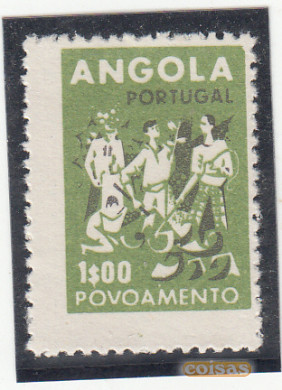 ANGOLA
PORTUGAL
1$00
POVOAMENTO
coisas